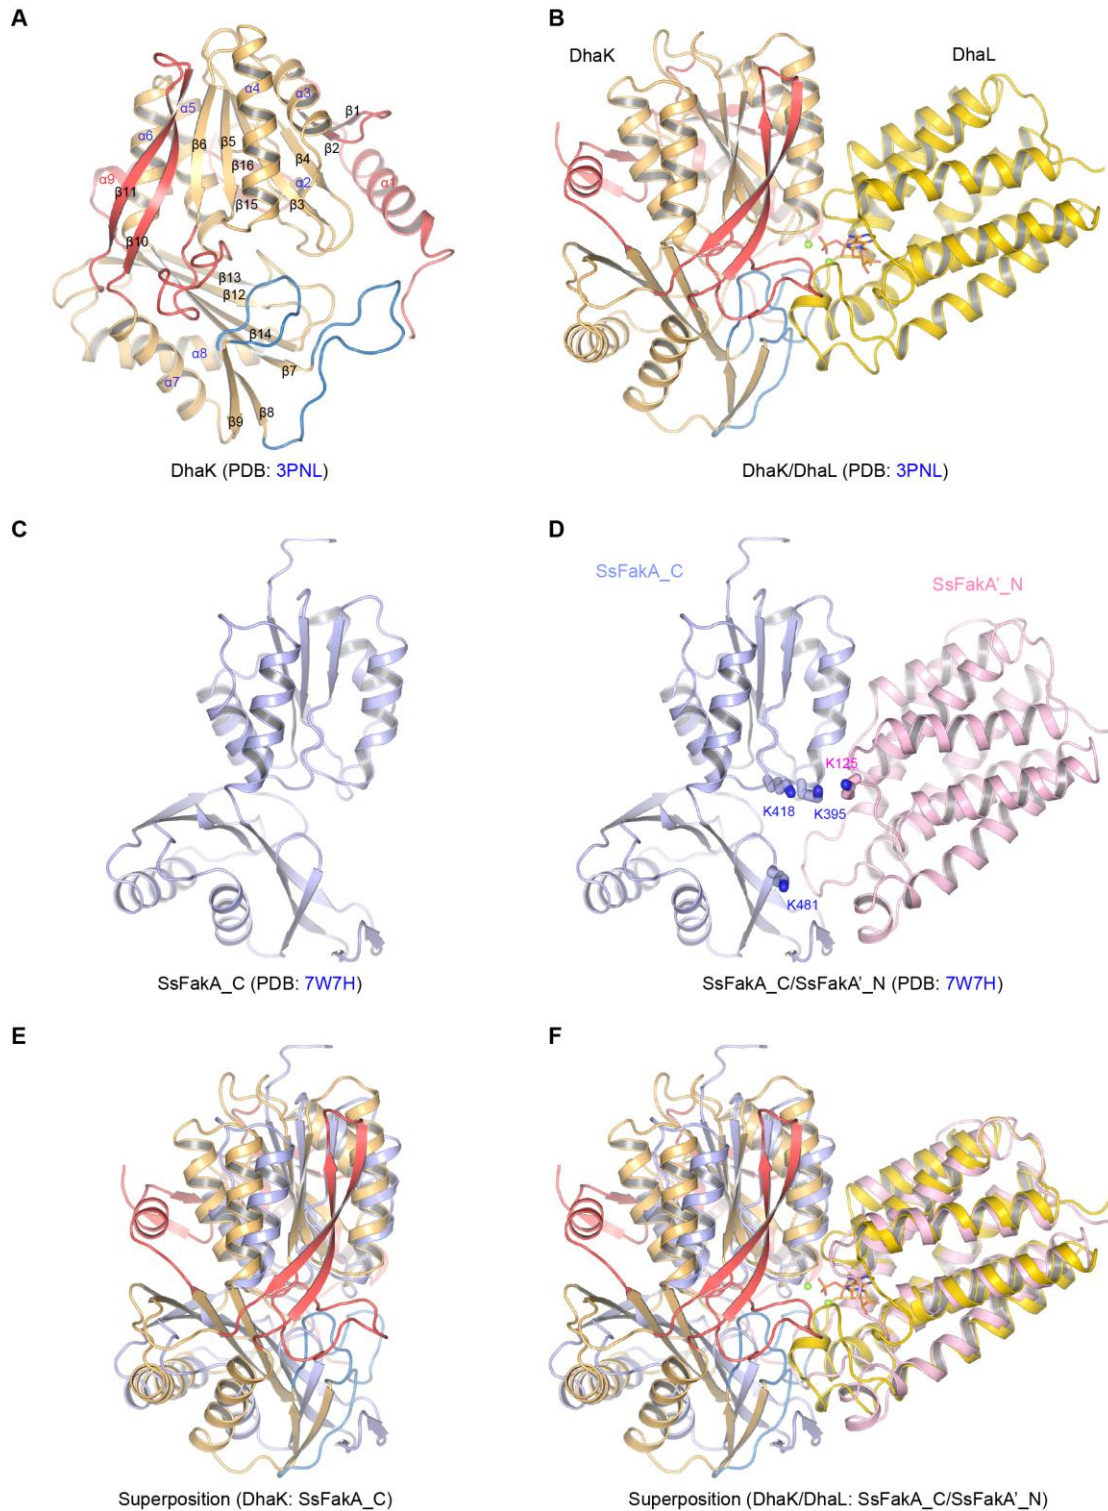 A
α4
α3
β1
α5
β5
β2
α6
β6
β4
β16
α9
α2
α1
β11
β15
β3
β10
β13
β12
β14
α8
β7
α7
β8
β9
DhaK (PDB: 3PNL)
B
DhaK
DhaL
DhaK/DhaL (PDB: 3PNL)
C
SsFakA_C (PDB: 7W7H)
D
SsFakA_C
SsFakA’_N
K125
K418
K395
K481
SsFakA_C/SsFakA’_N (PDB: 7W7H)
E
Superposition (DhaK: SsFakA_C)
F
Superposition (DhaK/DhaL: SsFakA_C/SsFakA’_N)